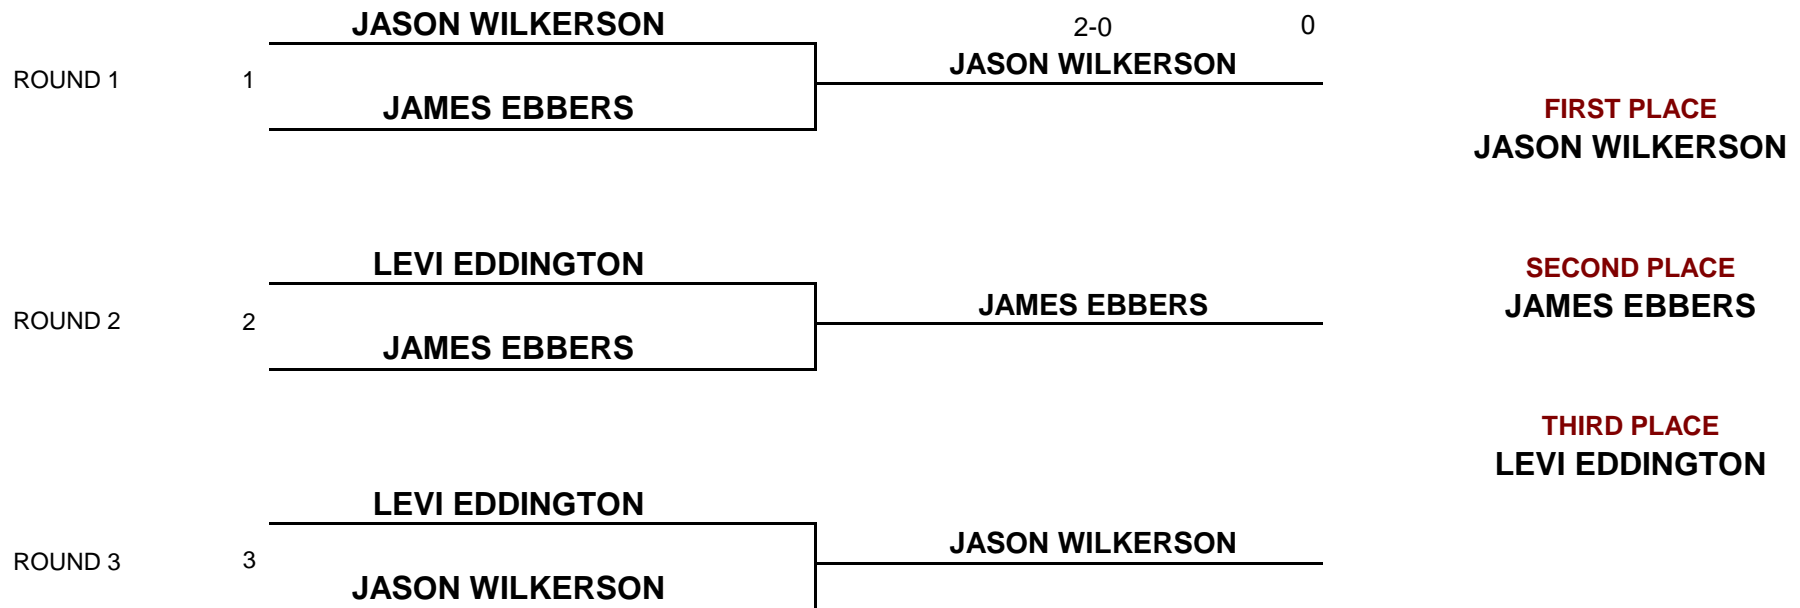 JASON WILKERSON
2-0 0
JASON WILKERSON
ROUND 1 1
JAMES EBBERS
FIRST PLACE
JASON WILKERSON
LEVI EDDINGTON
SECOND PLACE
JAMES EBBERS
JAMES EBBERS
ROUND 2 2
JAMES EBBERS
THIRD PLACE
LEVI EDDINGTON
LEVI EDDINGTON
JASON WILKERSON
ROUND 3 3
JASON WILKERSON